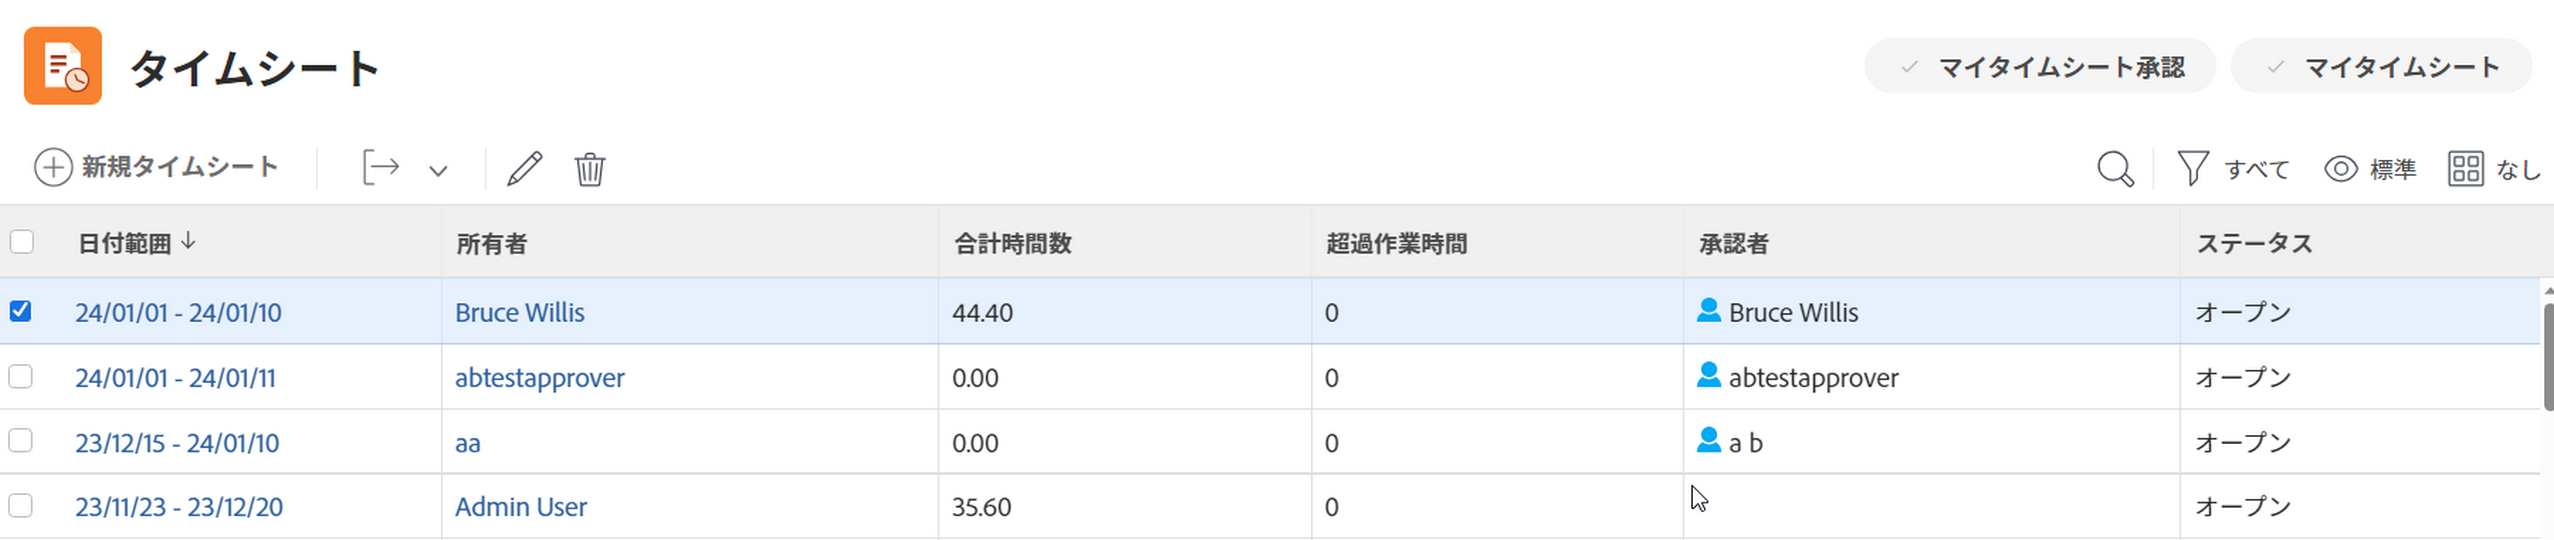 タイムシート
マイタイムシート承認 マイタイムシート
新規タイムシート すべて 標準 なし
日付範囲 所有者 合計時間数 超過作業時間 承認者 ステータス
24/01/01 - 24/01/10 Bruce Willis 44.40 0 Bruce Willis オープン
24/01/01 - 24/01/11 abtestapprover 0.00 0 abtestapprover オープン
23/12/15 - 24/01/10 aa 0.00 0 a b オープン
23/11/23 - 23/12/20 Admin User 35.60 0 オープン